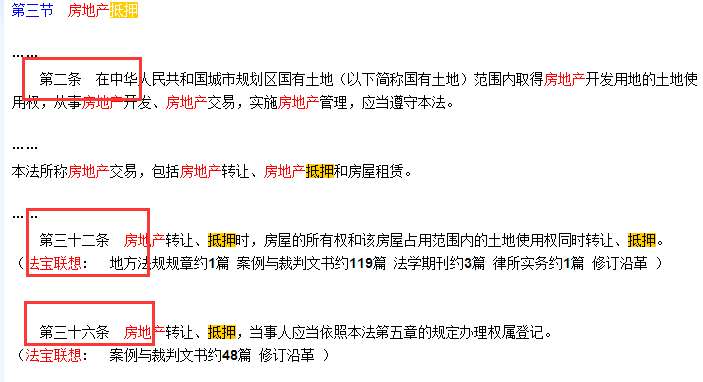 第三节　房地产抵押
……
第二条　在中华人民共和国城市规划区国有土地（以下简称国有土地）范围内取得房地产开发用地的土地使
用权，从事房地产开发、房地产交易，实施房地产管理，应当遵守本法。
……
本法所称房地产交易，包括房地产转让、房地产抵押和房屋租赁。
……
第三十二条　房地产转让、抵押时，房屋的所有权和该房屋占用范围内的土地使用权同时转让、抵押。
（法宝联想：　地方法规规章约1篇 案例与裁判文书约119篇 法学期刊约3篇 律所实务约1篇 修订沿革 ）
第三十六条　房地产转让、抵押，当事人应当依照本法第五章的规定办理权属登记。
（法宝联想：　案例与裁判文书约48篇 修订沿革 ）